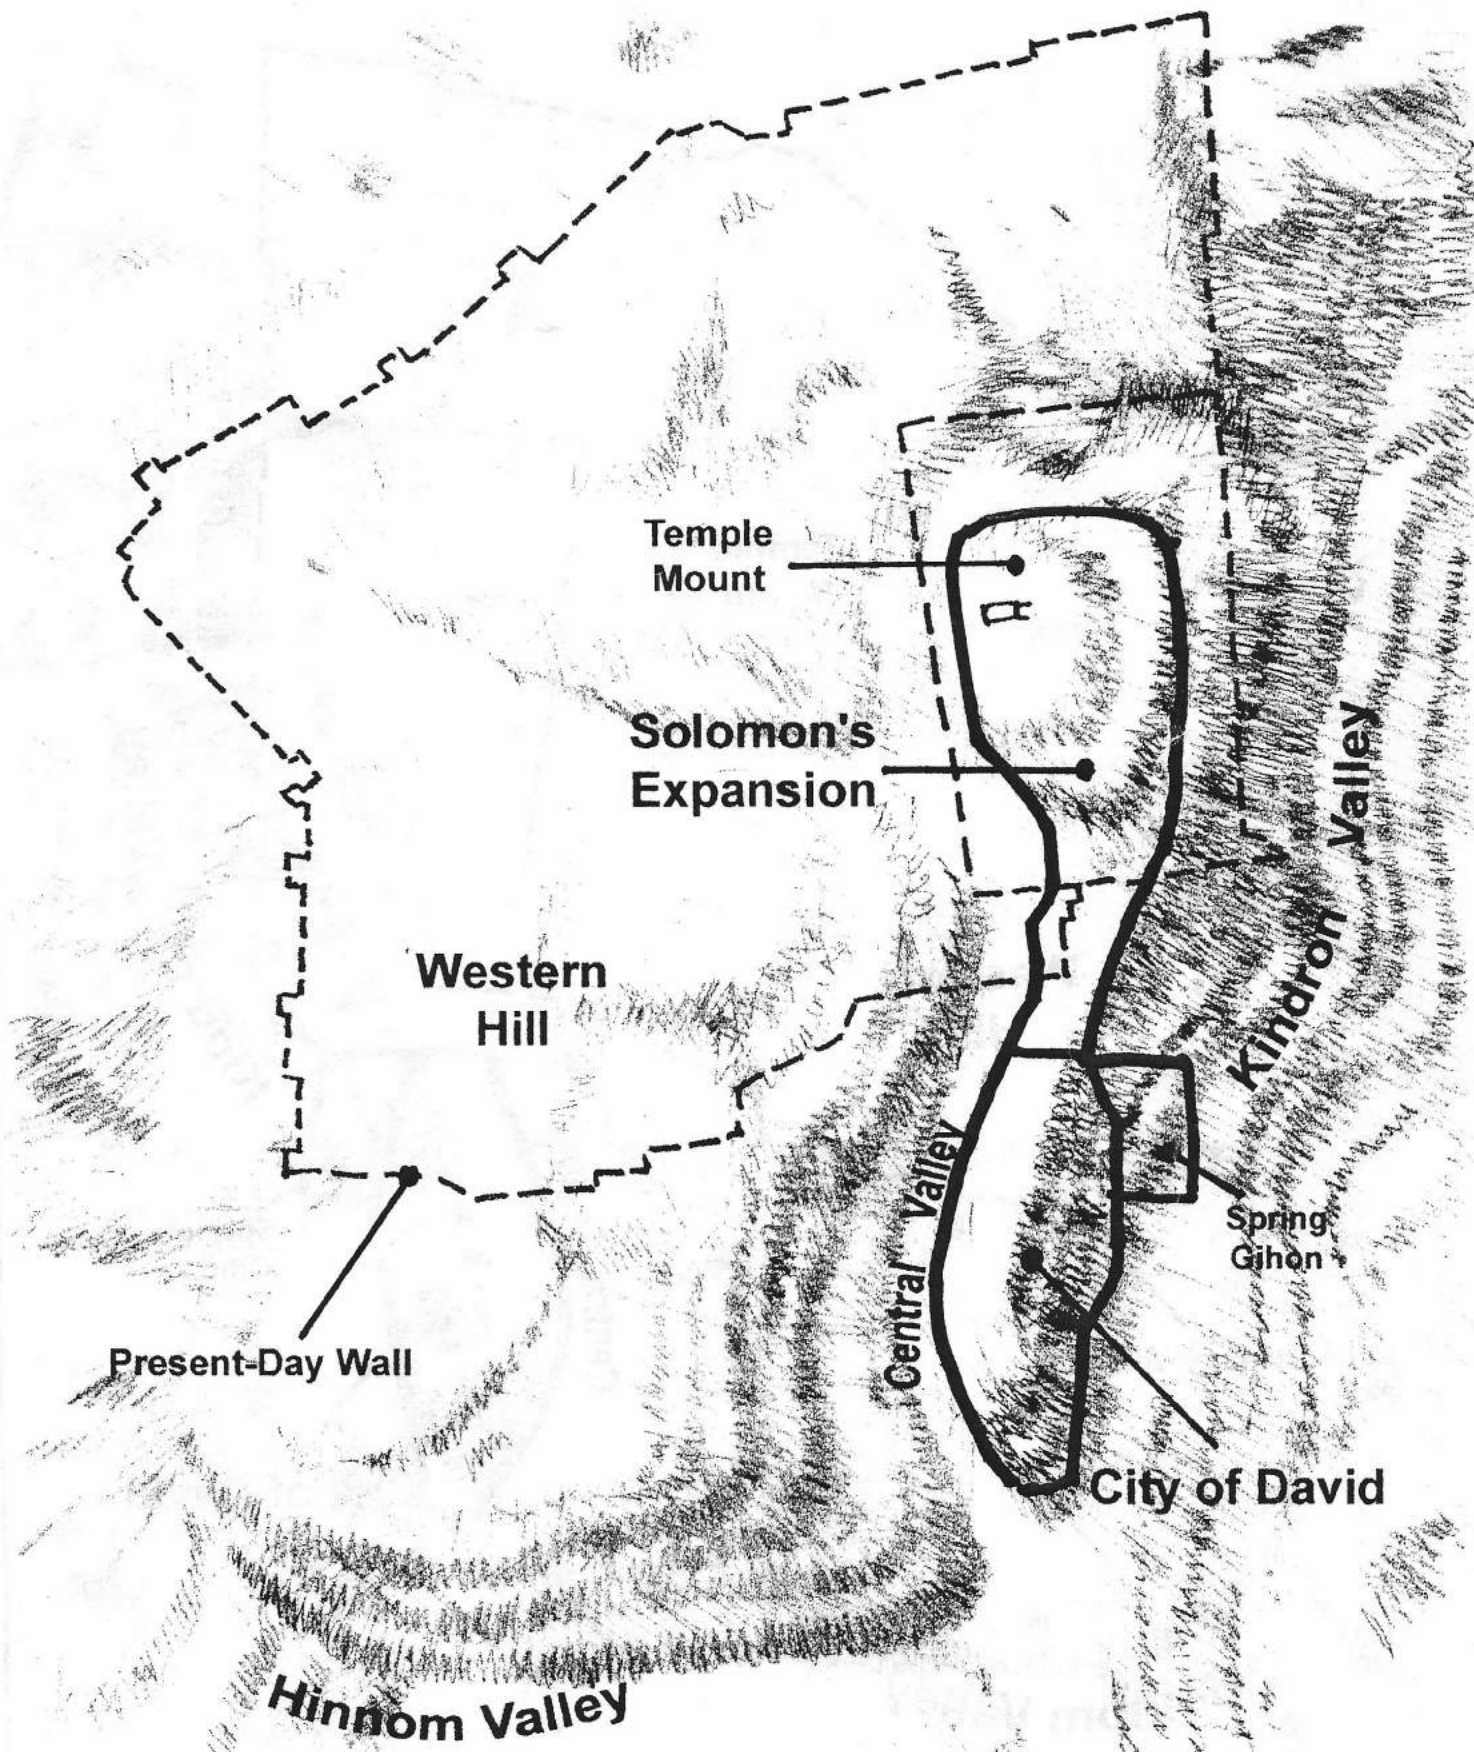 Temple
Mount
Solomon's
Expansion
Valley
Kindron
Western
Hill
Central Valley
Spring
Gihon
Present-Day Wall
City of David
Hinnom Valley